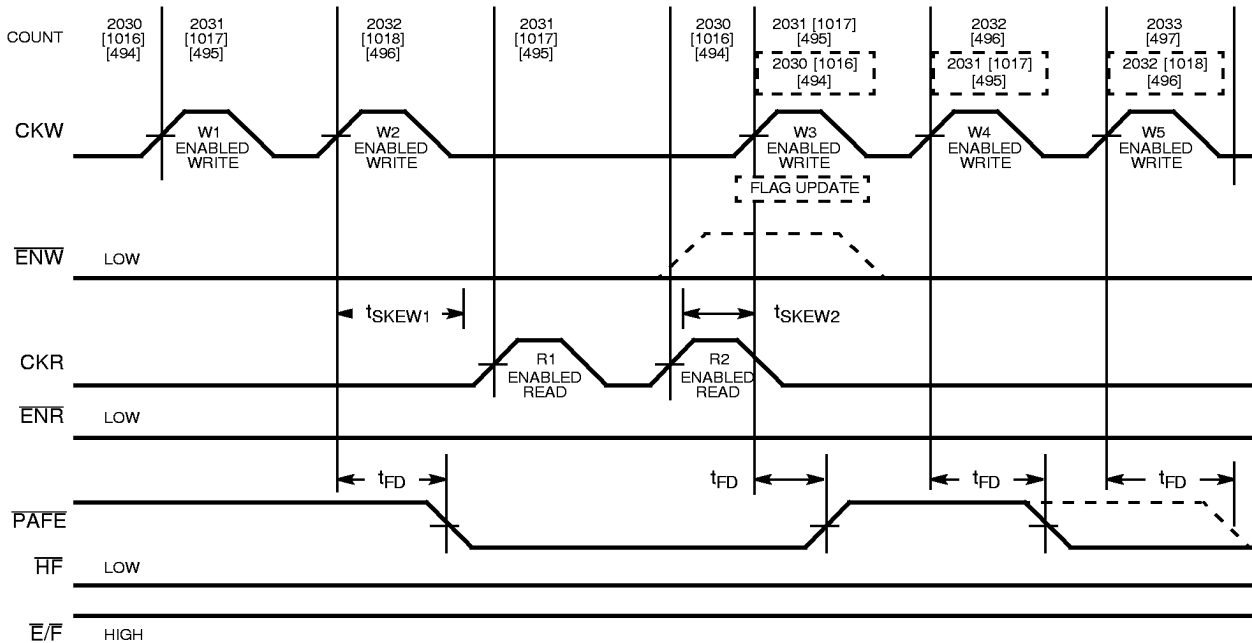 COUNT
2030
[1016]
[494]
2031
[1017]
[495]
2032
[1018]
[496]
2031
[1017]
[495]
2030
[1016]
[494]
2031 [1017]
[495]
2030 [1016]
[494]
2032
[496]
2031 [1017]
[495]
2033
[497]
2032 [1018]
[496]
CKW
W1
ENABLED
WRITE
W2
ENABLED
WRITE
W3
ENABLED
WRITE
W4
ENABLED
WRITE
W5
ENABLED
WRITE
FLAG UPDATE
ENW
LOW
tSKEW1
tSKEW2
CKR
R1
ENABLED
READ
R2
ENABLED
READ
ENR
LOW
tFD
tFD
tFD
tFD
PAFE
HF
LOW
E/F
HIGH